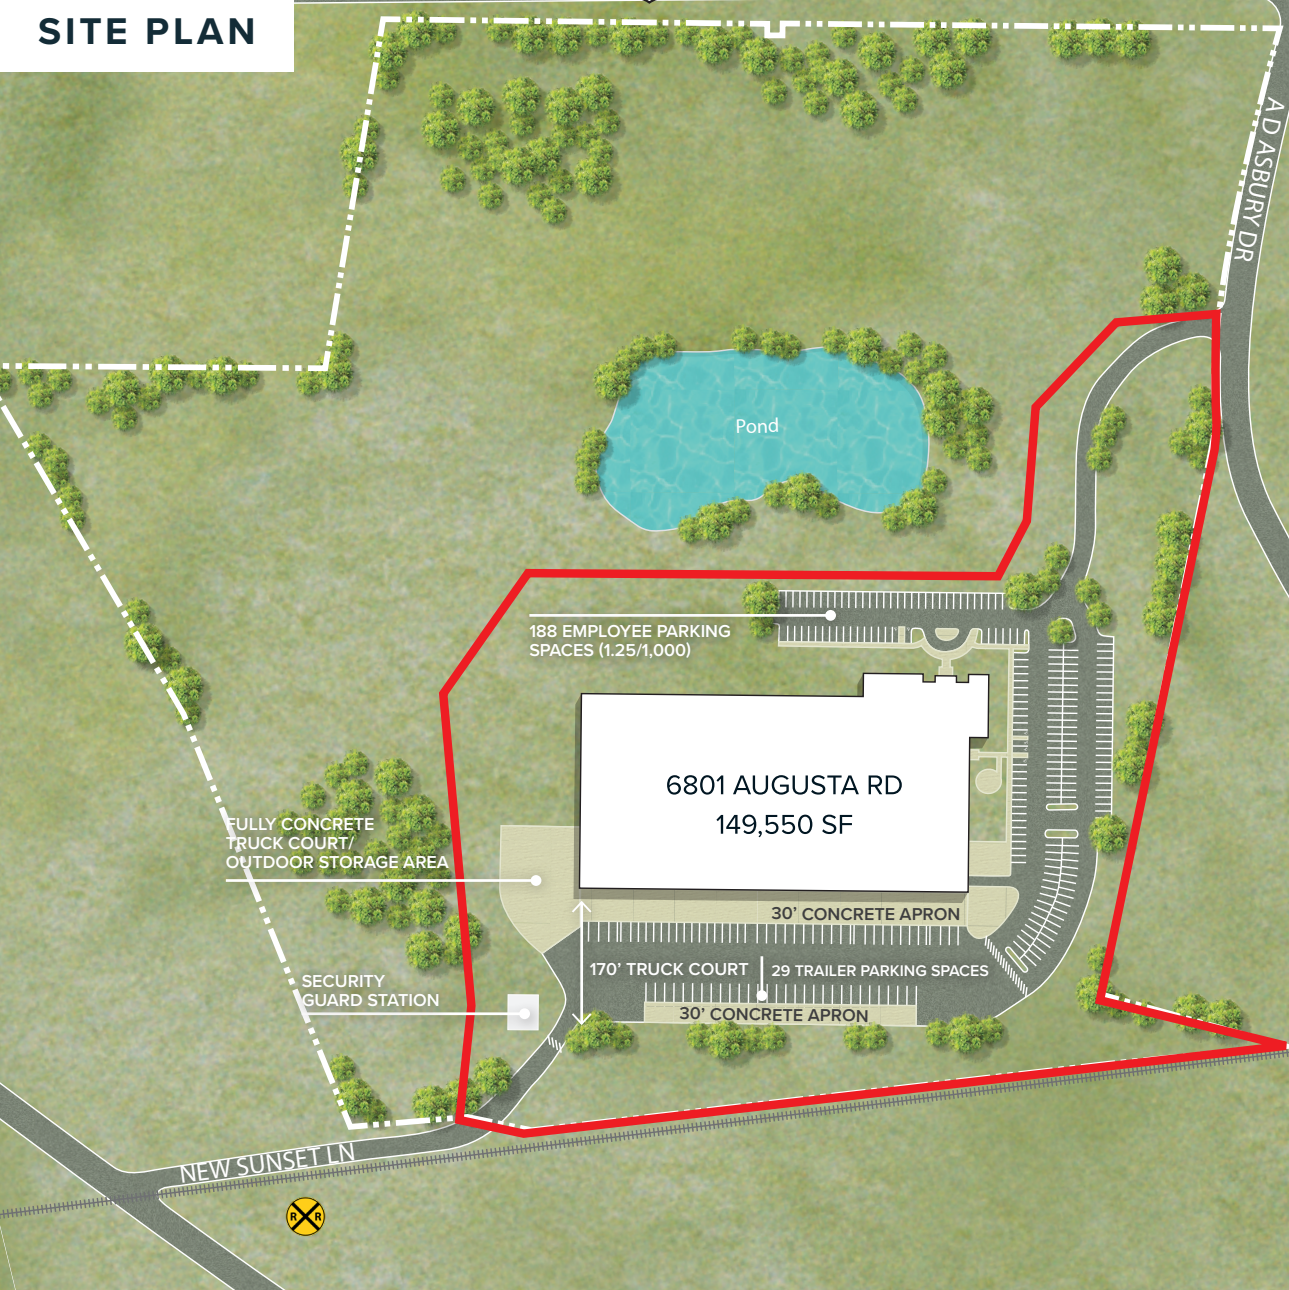 SITE PLAN
A D ASBURY DR
Pond
188 EMPLOYEE PARKING
SPACES (1.25/1,000)
6801 AUGUSTA RD
149,550 SF
FULLY CONCRETE
TRUCK COURT/
OUTDOOR STORAGE AREA
30’ CONCRETE APRON
170’ TRUCK COURT
29 TRAILER PARKING SPACES
SECURITY
GUARD STATION
30’ CONCRETE APRON
NEW SUNSET LN
R R